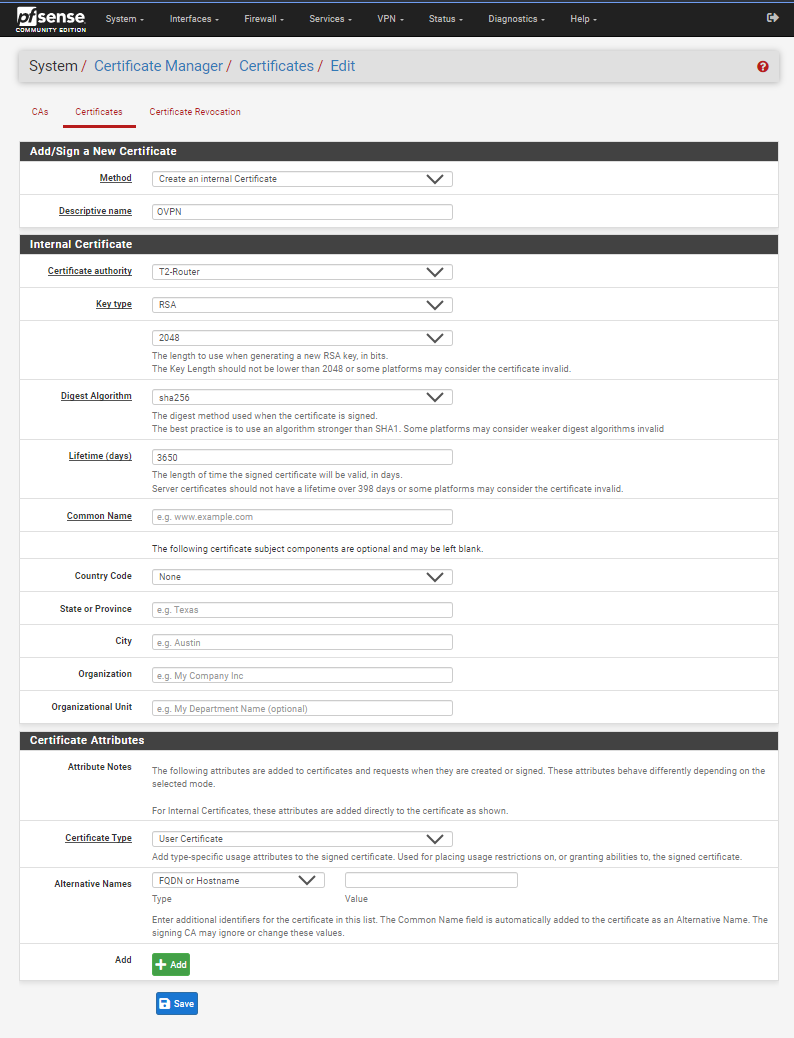 pfsense System Interfaces Firewall Services VPN Status Diagnostics Help
COMMUNITY EDITION
System / Certificate Manager / Certificates / Edit
CAs Certificates Certificate Revocation
Add/Sign a New Certificate
Method Create an internal Certificate
Descriptive name OVPN
Internal Certificate
Certificate authority T2-Router
Key type RSA
2048
The length to use when generating a new RSA key, in bits.
The Key Length should not be lower than 2048 or some platforms may consider the certificate invalid.
Digest Algorithm sha256
The digest method used when the certificate is signed.
The best practice is to use an algorithm stronger than SHA1. Some platforms may consider weaker digest algorithms invalid
Lifetime (days) 3650
The length of time the signed certificate will be valid, in days.
Server certificates should not have a lifetime over 398 days or some platforms may consider the certificate invalid.
Common Name e.g. www.example.com
The following certificate subject components are optional and may be left blank.
Country Code None
State or Province e.g. Texas
City e.g. Austin
Organization e.g. My Company Inc
Organizational Unit e.g. My Department Name (optional)
Certificate Attributes
Attribute Notes The following attributes are added to certificates and requests when they are created or signed. These attributes behave differently depending on the
selected mode.
For Internal Certificates, these attributes are added directly to the certificate as shown.
Certificate Type User Certificate
Add type-specific usage attributes to the signed certificate. Used for placing usage restrictions on, or granting abilities to, the signed certificate.
Alternative Names FQDN or Hostname
Type Value
Enter additional identifiers for the certificate in this list. The Common Name field is automatically added to the certificate as an Alternative Name. The
signing CA may ignore or change these values.
Add + Add
Save